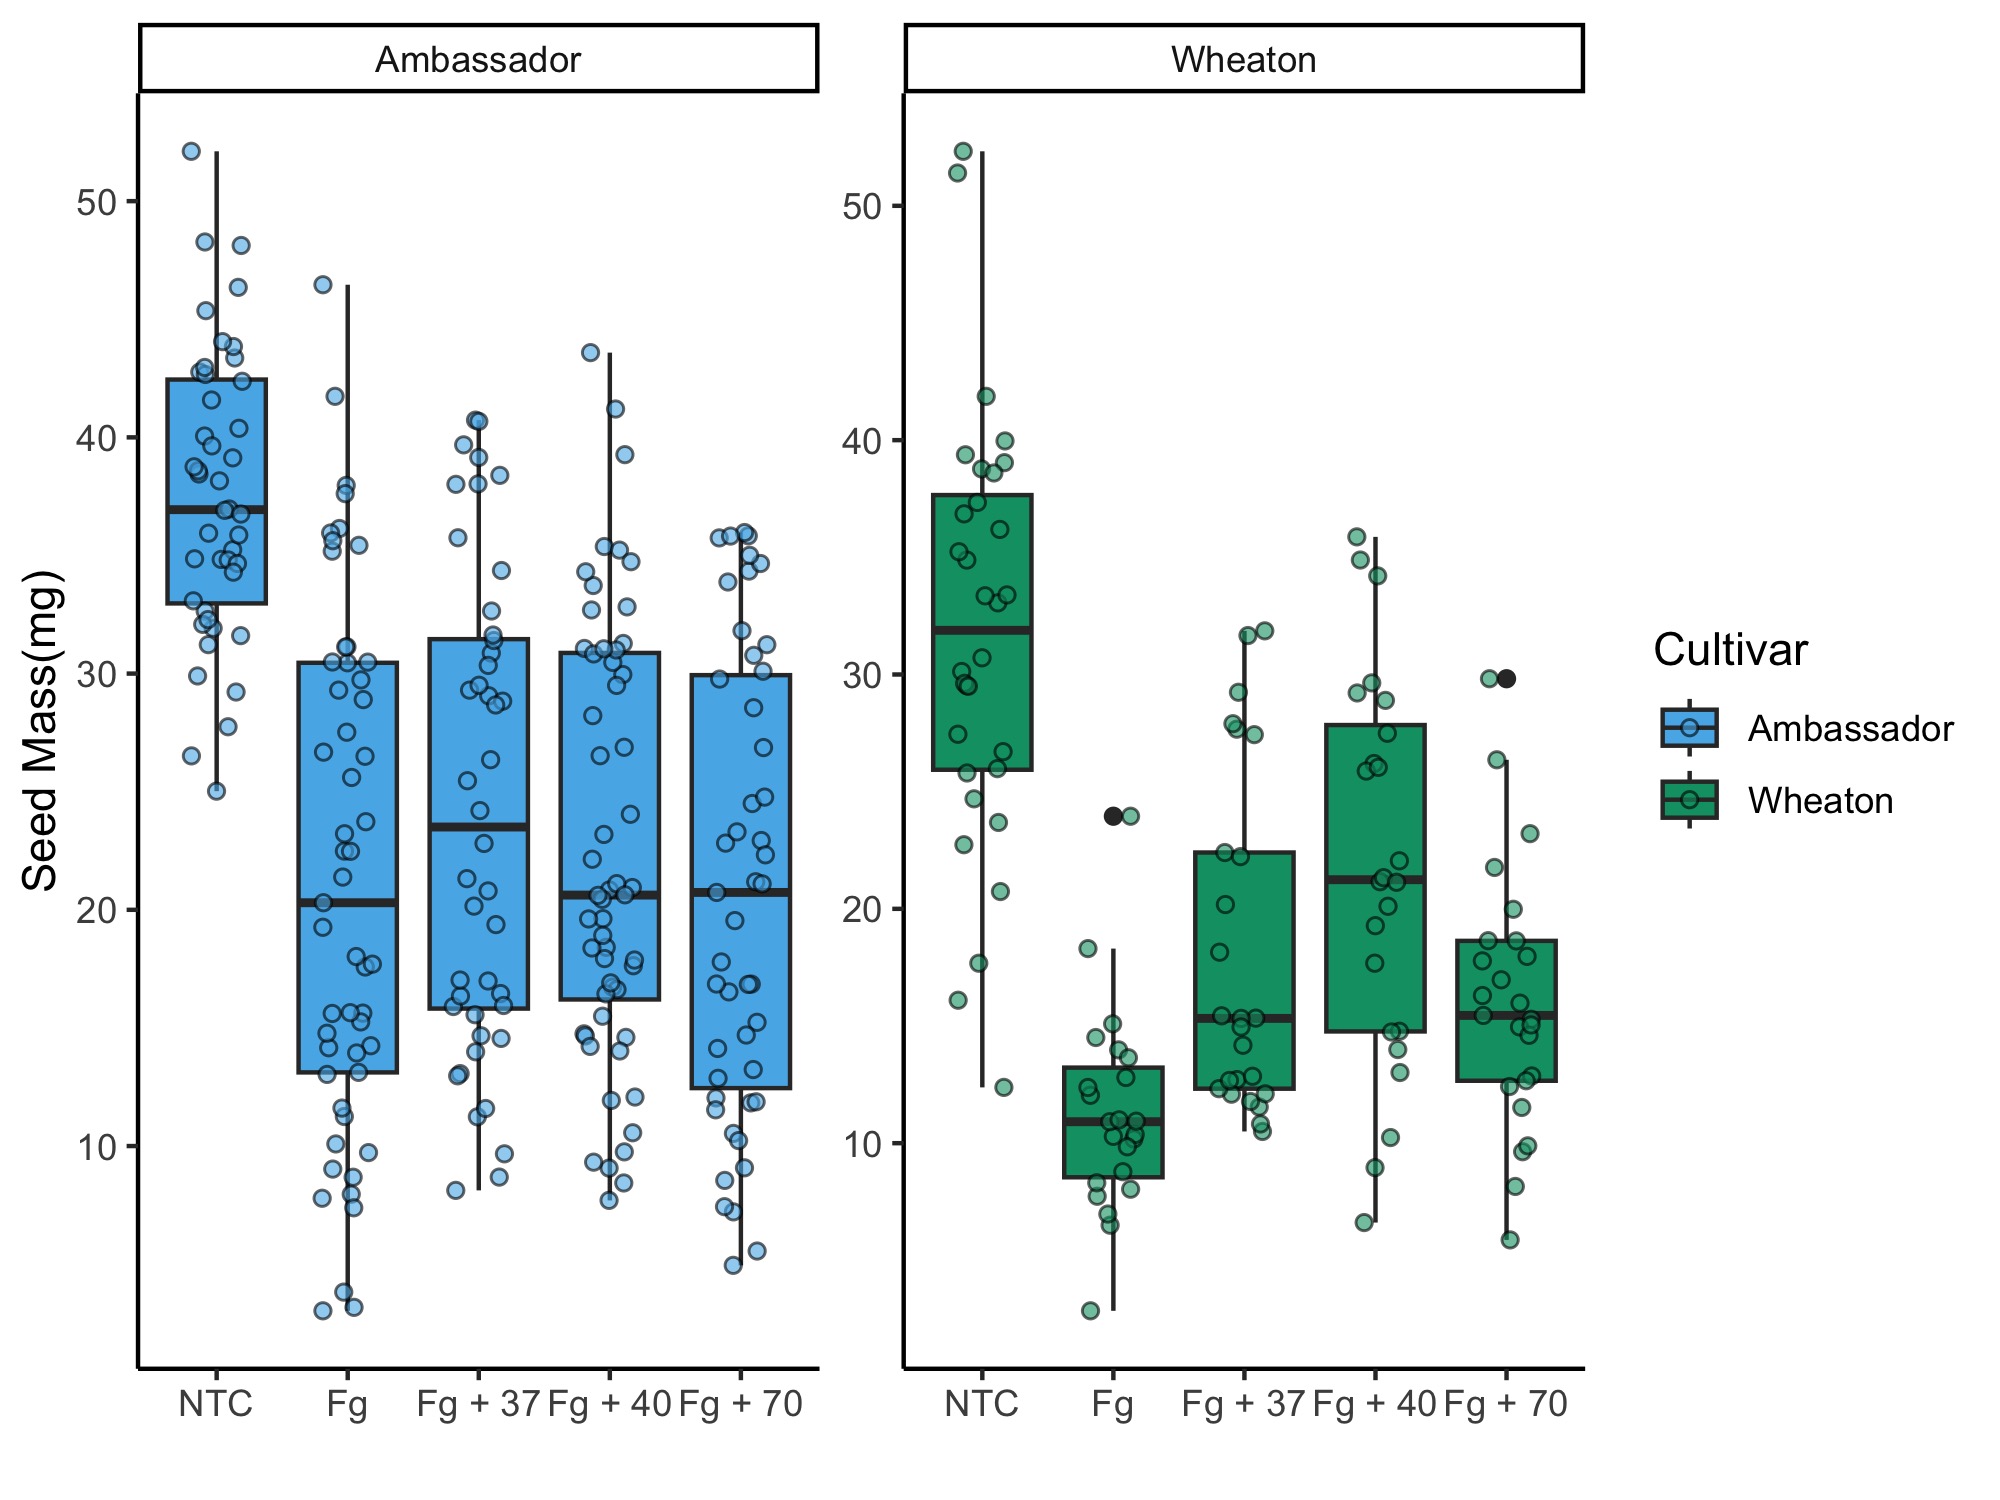 Ambassador
Wheaton
Seed Mass(mg)
50
40
30
20
10
50
40
30
20
10
NTC Fg Fg + 37 Fg + 40 Fg + 70
NTC Fg Fg + 37 Fg + 40 Fg + 70
Cultivar
Ambassador
Wheaton